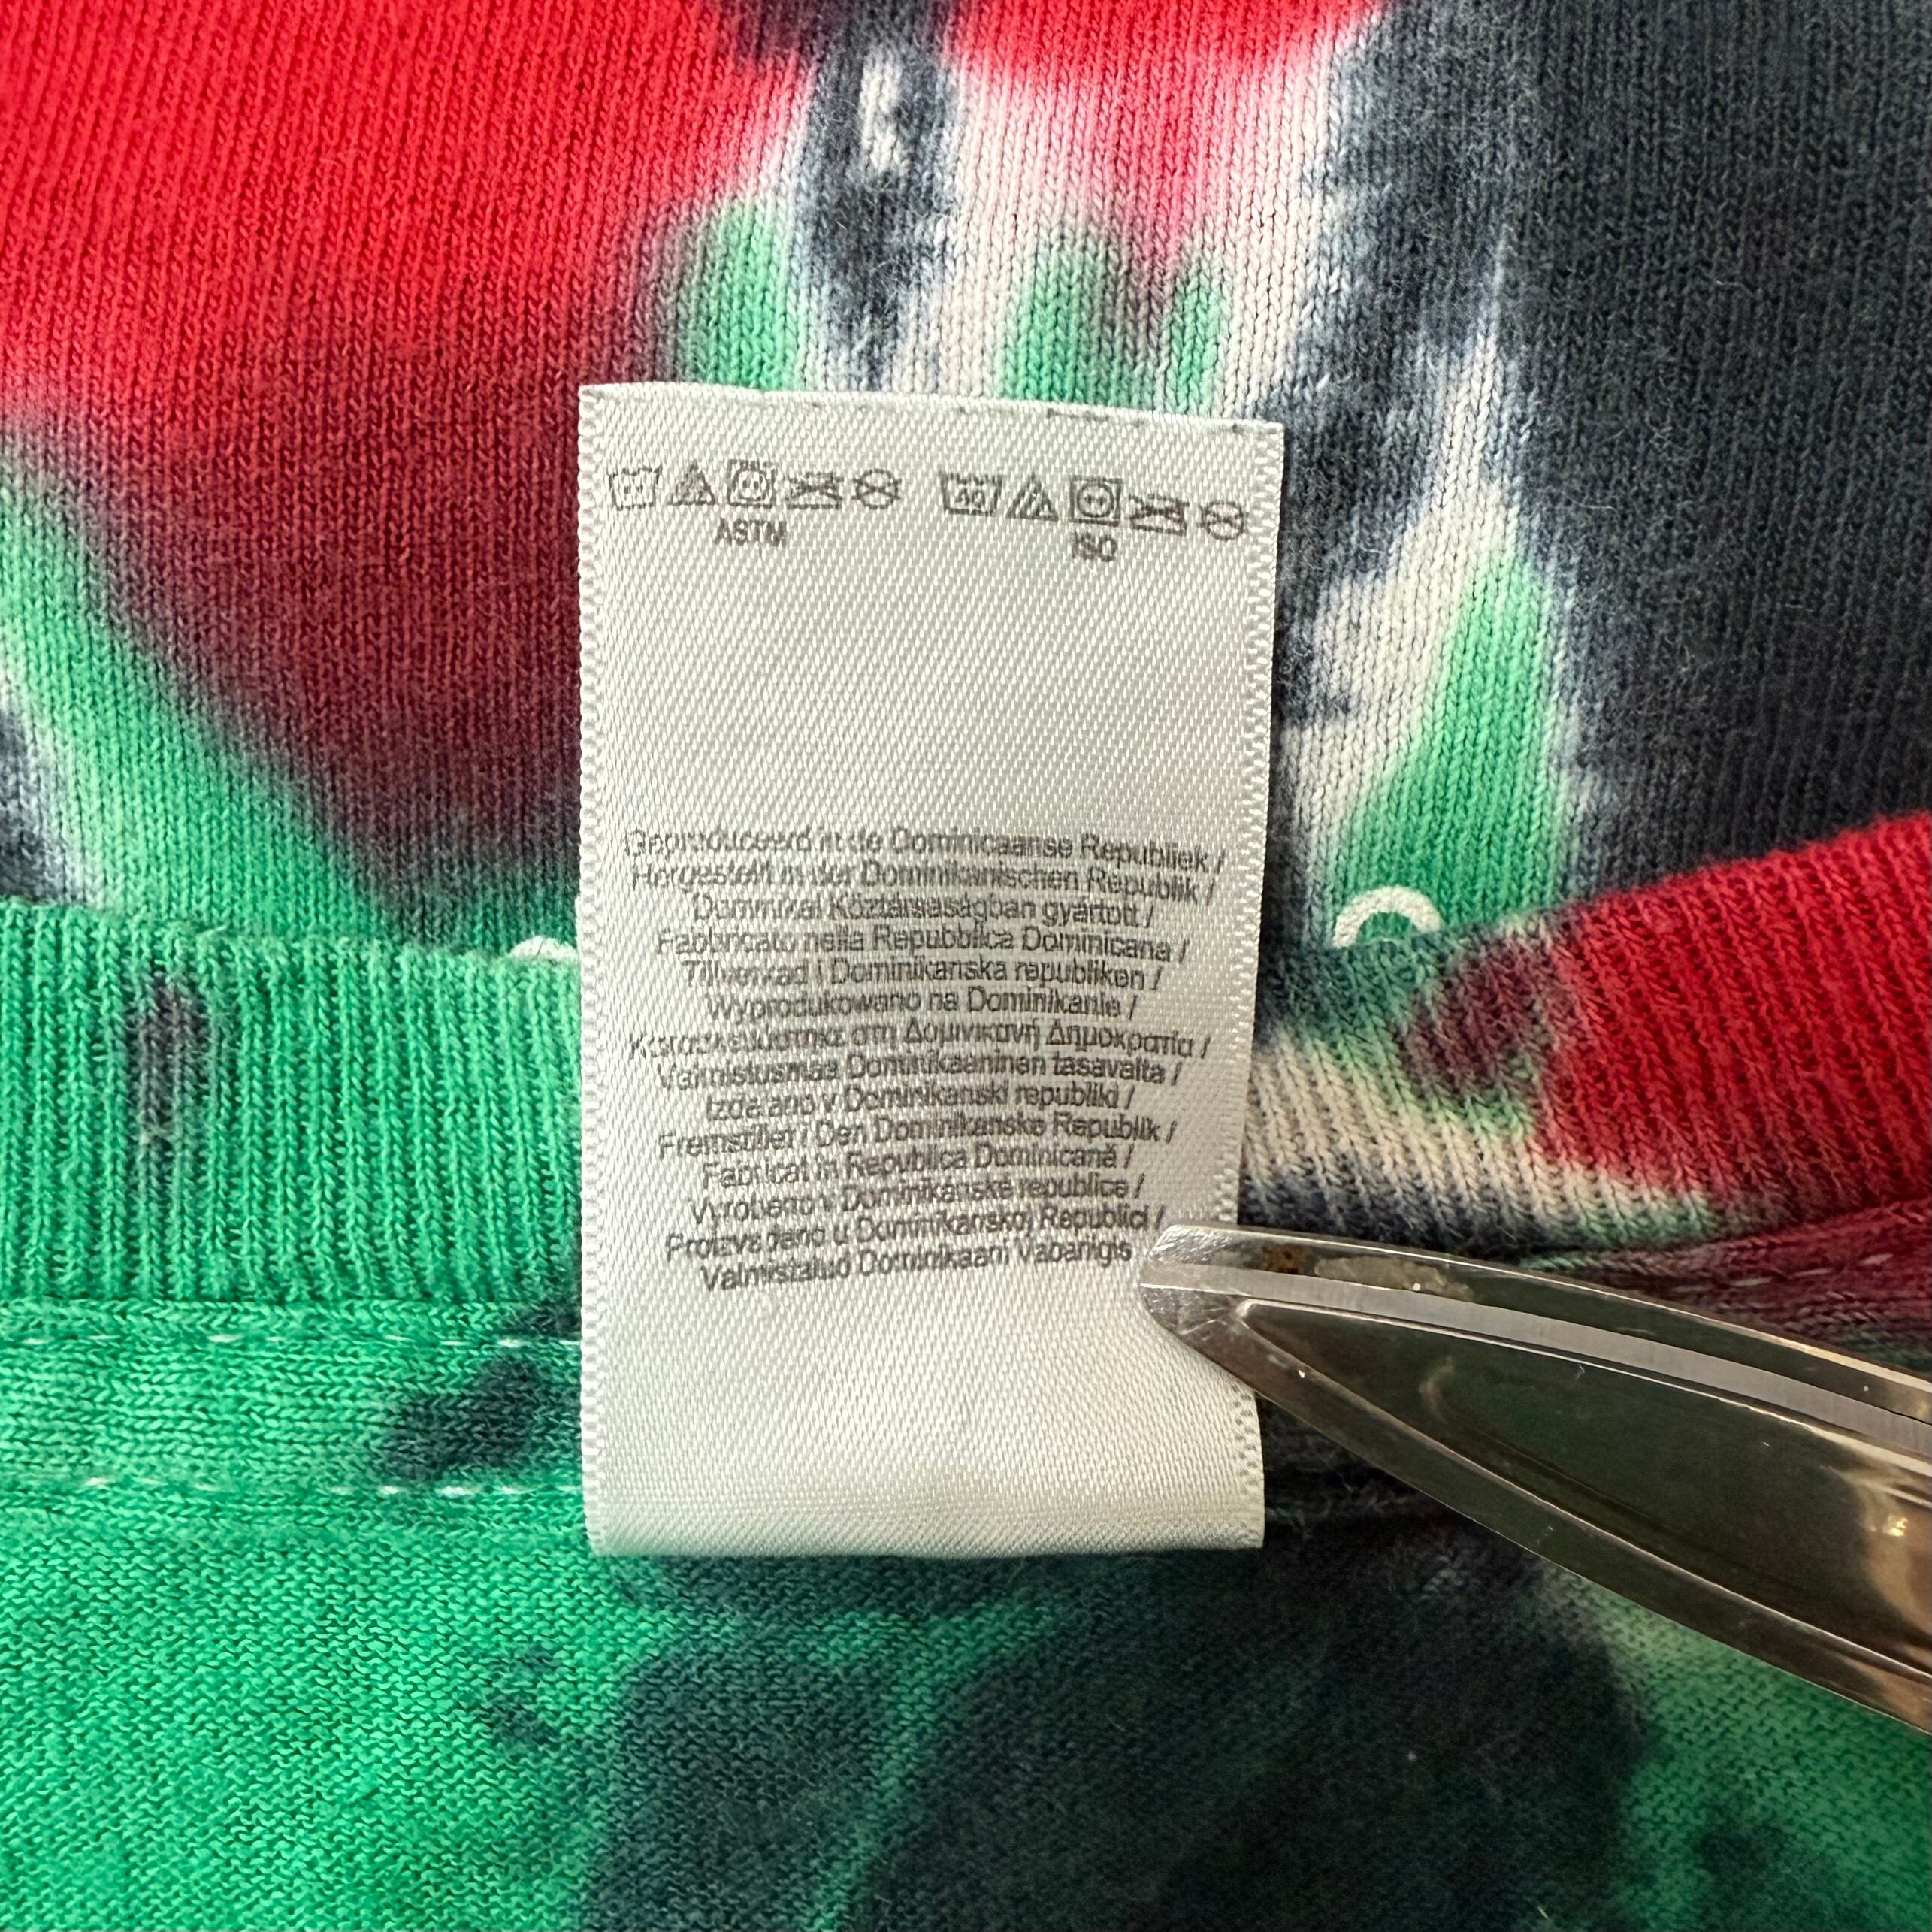 40
ASTM ISO
Geproduceerd in de Dominicaanse Republiek /
Hergestellt in der Dominikanischen Republik /
Dominikai Köztársaságban gyártott /
Fabbricato nella Repubblica Dominicana /
Tillverkad i Dominikanska republiken /
Wyprodukowano na Dominikanie /
Κατασκευάστηκε στη Δομινικανή Δημοκρατία /
Valmistusmaa Dominikaaninen tasavalta /
Izdelano v Dominikanski republiki /
Fremstillet i Den Dominikanske Republik /
Fabricat în Republica Dominicană /
Vyrobeno v Dominikánské republice /
Proizvedeno u Dominikanskoj Republici /
Valmistatud Dominikaani Vabariigis